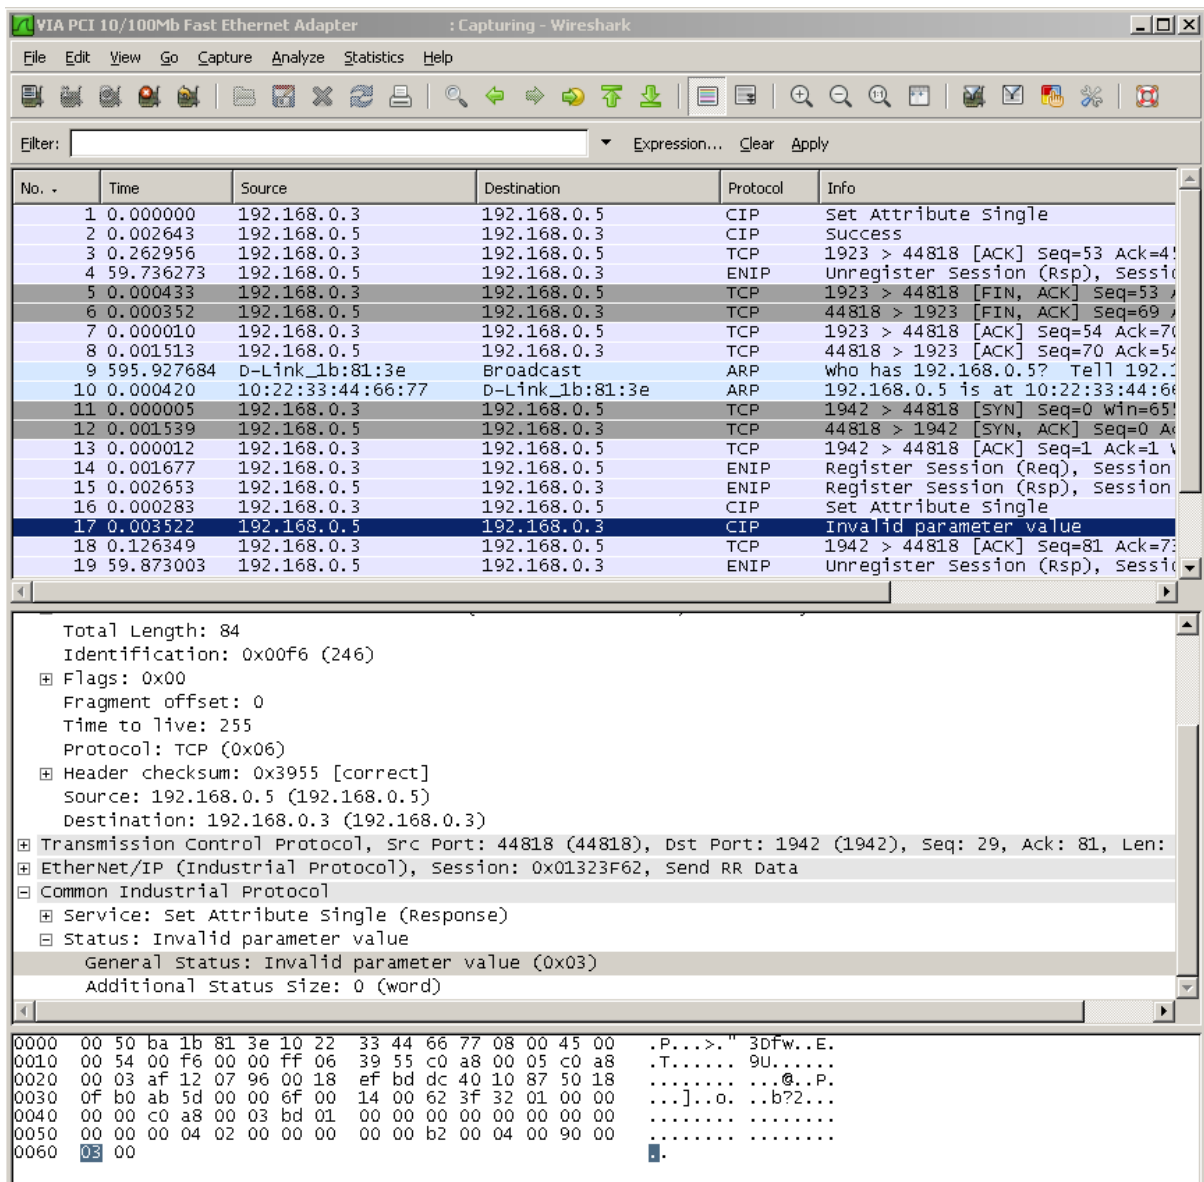 VIA PCI 10/100Mb Fast Ethernet Adapter : Capturing - Wireshark
File Edit View Go Capture Analyze Statistics Help
Filter: Expression... Clear Apply
No. Time Source Destination Protocol Info
1 0.000000 192.168.0.3 192.168.0.5 CIP Set Attribute Single
2 0.002643 192.168.0.5 192.168.0.3 CIP Success
3 0.262956 192.168.0.3 192.168.0.5 TCP 1923 > 44818 [ACK] Seq=53
4 59.736273 192.168.0.5 192.168.0.3 ENIP Unregister Session (Rsp),
5 0.000433 192.168.0.3 192.168.0.5 TCP 1923 > 44818 [FIN, ACK] Seq=53
6 0.000352 192.168.0.5 192.168.0.3 TCP 44818 > 1923 [FIN, ACK] Seq=69
7 0.000010 192.168.0.3 192.168.0.5 TCP 1923 > 44818 [ACK] Seq=54
8 0.001513 192.168.0.5 192.168.0.3 TCP 44818 > 1923 [ACK] Seq=70
9 595.927684 D-Link_1b:81:3e Broadcast ARP Who has 192.168.0.5? Tell
10 0.000420 10:22:33:44:66:77 D-Link_1b:81:3e ARP 192.168.0.5 is at
11 0.000005 192.168.0.3 192.168.0.5 TCP 1942 > 44818 [SYN] Seq=0
12 0.001539 192.168.0.5 192.168.0.3 TCP 44818 > 1942 [SYN, ACK] Seq=0
13 0.000012 192.168.0.3 192.168.0.5 TCP 1942 > 44818 [ACK] Seq=1 Ack=1
14 0.001677 192.168.0.3 192.168.0.5 ENIP Register Session (Req), Session
15 0.002653 192.168.0.5 192.168.0.3 ENIP Register Session (Rsp), Session
16 0.000283 192.168.0.3 192.168.0.5 CIP Set Attribute Single
17 0.003522 192.168.0.5 192.168.0.3 CIP Invalid parameter value
18 0.126349 192.168.0.3 192.168.0.5 TCP 1942 > 44818 [ACK] Seq=81
19 59.873003 192.168.0.5 192.168.0.3 ENIP Unregister Session (Rsp),
Total Length: 84
Identification: 0x00f6 (246)
Flags: 0x00
Fragment offset: 0
Time to live: 255
Protocol: TCP (0x06)
Header checksum: 0x3955 [correct]
Source: 192.168.0.5 (192.168.0.5)
Destination: 192.168.0.3 (192.168.0.3)
Transmission Control Protocol, Src Port: 44818 (44818), Dst Port: 1942 (1942), Seq: 29, Ack: 81, Len:
EtherNet/IP (Industrial Protocol), Session: 0x01323F62, Send RR Data
Common Industrial Protocol
Service: Set Attribute Single (Response)
Status: Invalid parameter value
General Status: Invalid parameter value (0x03)
Additional Status Size: 0 (word)
0000 00 50 ba 1b 81 3e 10 22 33 44 66 77 08 00 45 00 .P...>." 3Dfw..E.
0010 00 54 00 f6 00 00 ff 06 39 55 c0 a8 00 05 c0 a8 .T...... 9U......
0020 00 03 af 12 07 96 00 18 ef bd dc 40 10 87 50 18 ........ ...@..P.
0030 0f b0 ab 5d 00 00 6f 00 14 00 62 3f 32 01 00 00 ...]..o. ..b?2...
0040 00 00 c0 a8 00 03 bd 01 00 00 00 00 00 00 00 00 ........ ........
0050 00 00 00 04 02 00 00 00 00 00 b2 00 04 00 90 00 ........ ........
0060 03 00 ..